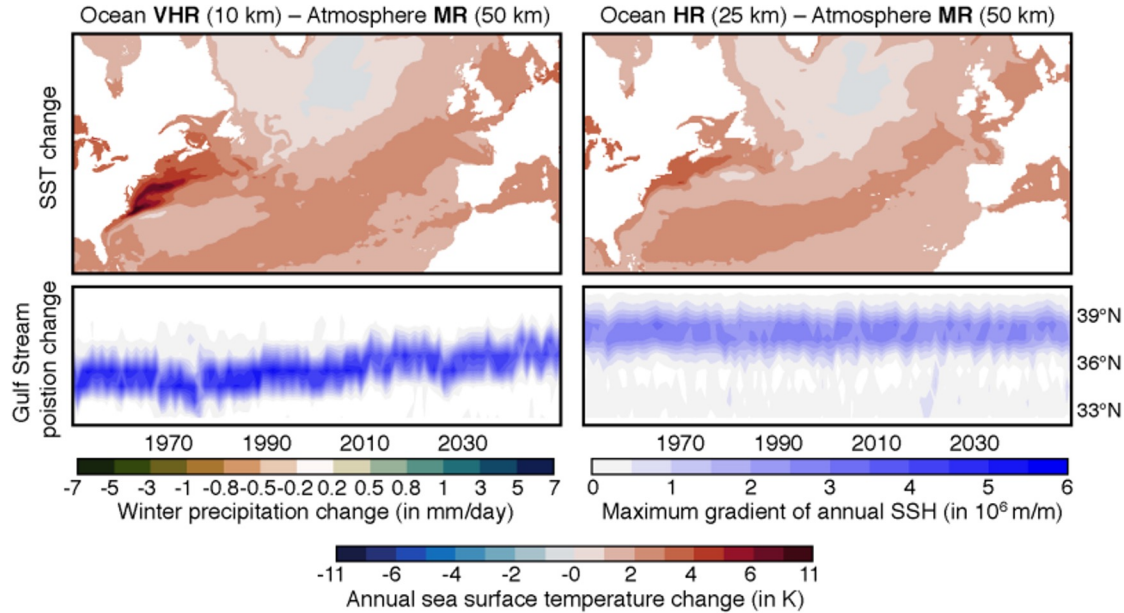 Ocean VHR (10 km) – Atmosphere MR (50 km)
Ocean HR (25 km) – Atmosphere MR (50 km)
SST change
Gulf Stream
poistion change
39°N
36°N
33°N
1970 1990 2010 2030
1970 1990 2010 2030
-7 -5 -3 -1 -0.8 -0.5 -0.2 0.2 0.5 0.8 1 3 5 7
Winter precipitation change (in mm/day)
0 1 2 3 4 5 6
Maximum gradient of annual SSH (in 10⁶ m/m)
-11 -6 -4 -2 -0 2 4 6 11
Annual sea surface temperature change (in K)